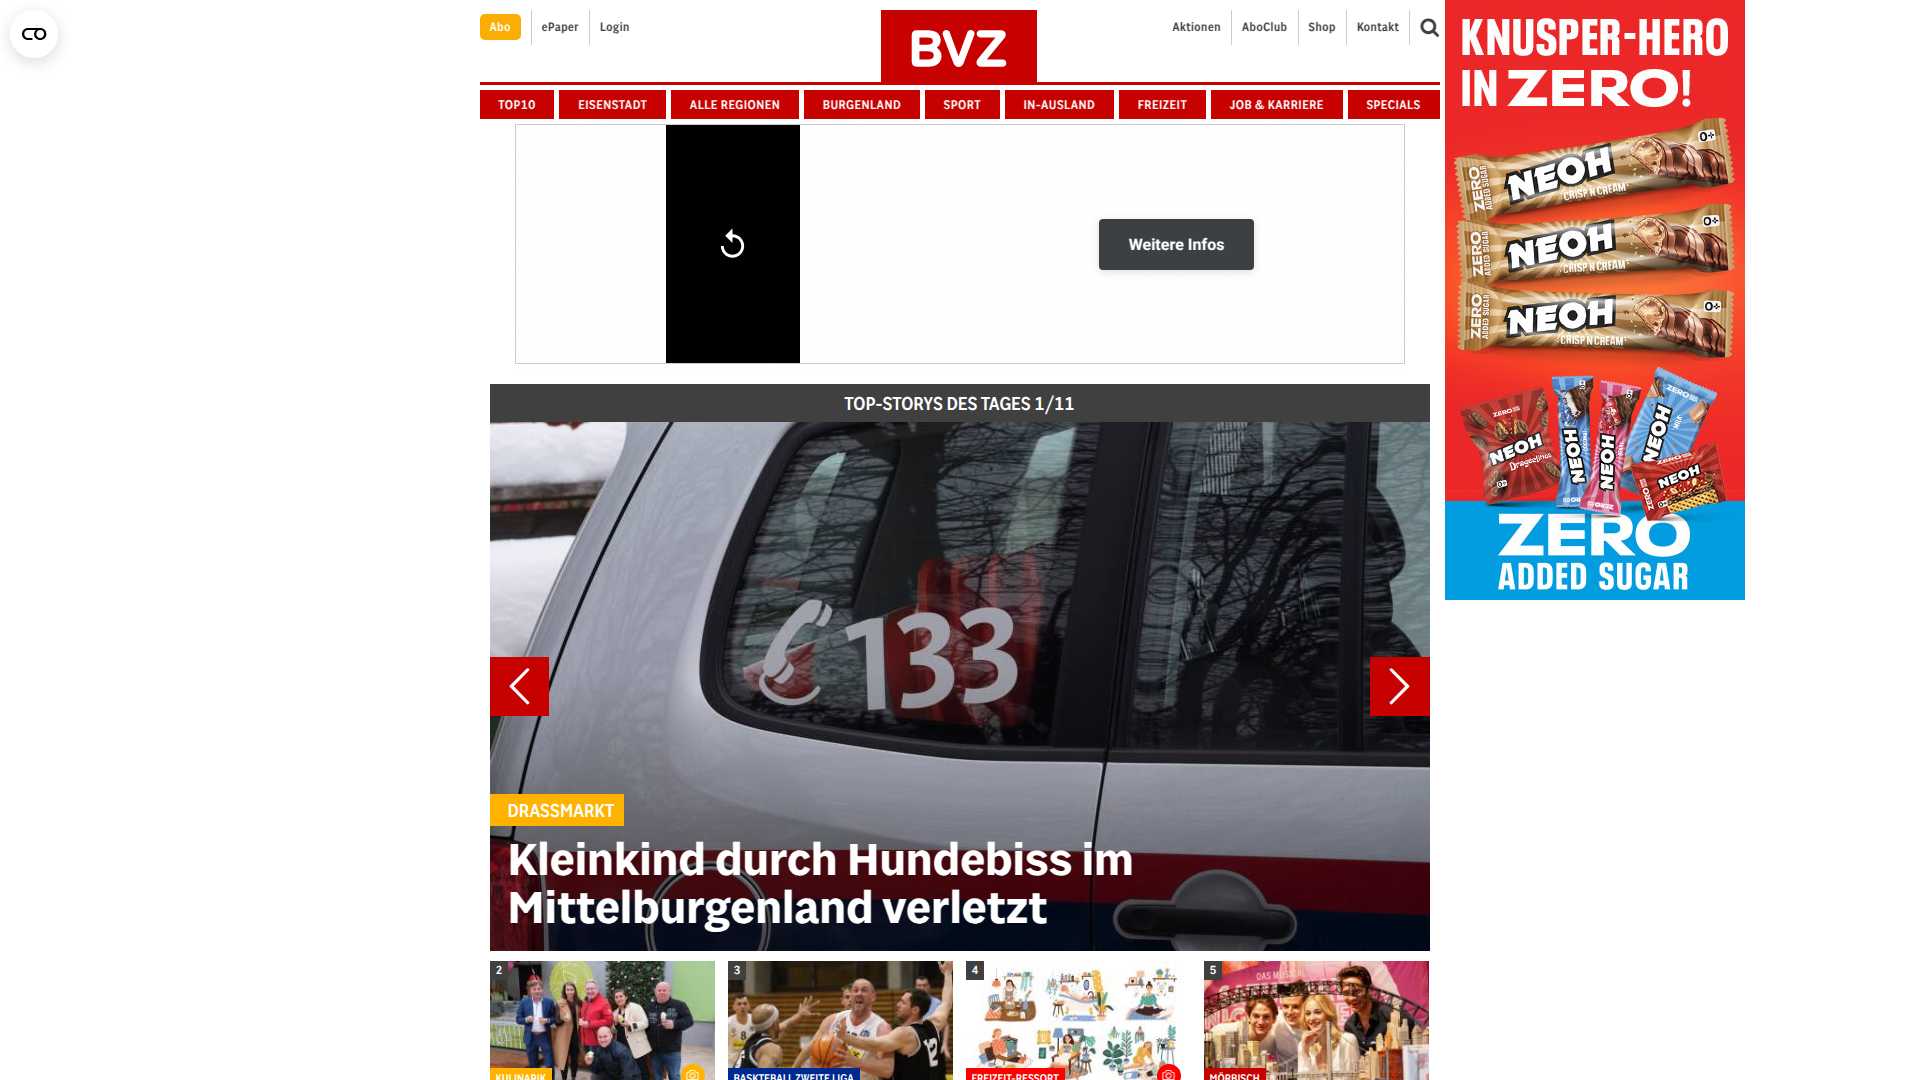 Abo
ePaper
Login
BVZ
Aktionen
AboClub
Shop
Kontakt
TOP10
EISENSTADT
ALLE REGIONEN
BURGENLAND
SPORT
IN-AUSLAND
FREIZEIT
JOB & KARRIERE
SPECIALS
Weitere Infos
KNUSPER-HERO
IN ZERO!
ZERO
ADDED SUGAR
NEOH
CRISP'N'CREAM
0+
ZERO
ADDED SUGAR
NEOH
CRISP'N'CREAM
0+
ZERO
ADDED SUGAR
NEOH
CRISP'N'CREAM
0+
NEOH
NEOH
NEOH
NEOH
NEOH
ZERO
ADDED SUGAR
TOP-STORYS DES TAGES 1/11
133
DRASSMARKT
Kleinkind durch Hundebiss im
Mittelburgenland verletzt
2
KULINARIK
3
BASKTEBALL ZWEITE LIGA
12
4
FREIZEIT-RESSORT
5
MÖRBISCH